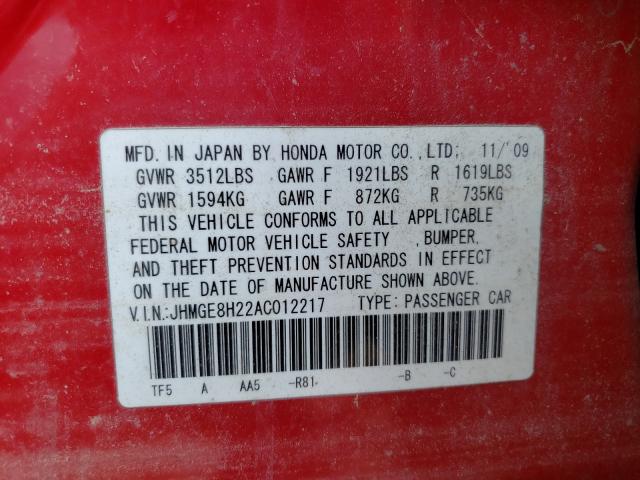 MFD. IN JAPAN BY HONDA MOTOR CO., LTD; 11/'09
GVWR 3512LBS GAWR F 1921LBS R 1619LBS
GVWR 1594KG GAWR F 872KG R 735KG
THIS VEHICLE CONFORMS TO ALL APPLICABLE
FEDERAL MOTOR VEHICLE SAFETY , BUMPER,
AND THEFT PREVENTION STANDARDS IN EFFECT
ON THE DATE OF MANUFACTURE SHOWN ABOVE.
V.I.N:JHMGE8H22AC012217 TYPE: PASSENGER CAR
TF5 A AA5 -R81- -B -C